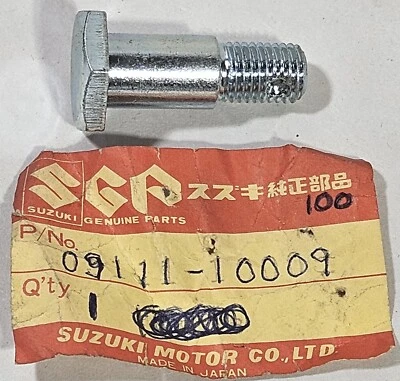 SGP スズキ純正部品
SUZUKI GENUINE PARTS
100
P/No. 09111-10009
Q'ty 1
SUZUKI MOTOR CO., LTD
MADE IN JAPAN